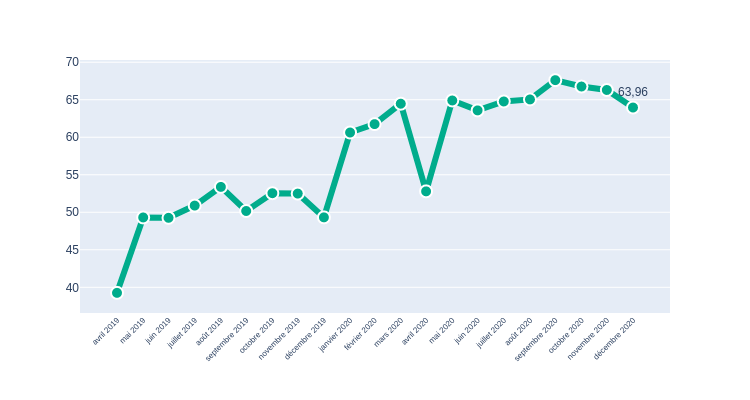 70
65
60
55
50
45
40
63,96
avril 2019
mai 2019
juin 2019
juillet 2019
août 2019
septembre 2019
octobre 2019
novembre 2019
décembre 2019
janvier 2020
février 2020
mars 2020
avril 2020
mai 2020
juin 2020
juillet 2020
août 2020
septembre 2020
octobre 2020
novembre 2020
décembre 2020